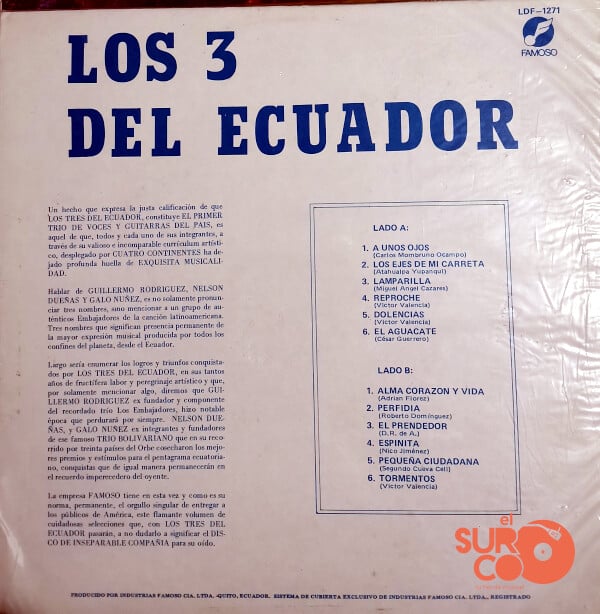 LDF-1271
FAMOSO
LOS 3
DEL ECUADOR
Un hecho que expresa la justa calificación de que
LOS TRES DEL ECUADOR, constituye EL PRIMER
TRIO DE VOCES Y GUITARRAS DEL PAIS, es
aquel de que, todos y cada uno de sus integrantes, a
través de su valioso e incomparable currículum artísti-
co, desplegado por CUATRO CONTINENTES ha de-
jado profunda huella de EXQUISITA MUSICALI-
DAD.
Hablar de GUILLERMO RODRIGUEZ, NELSON
DUEÑAS Y GALO NUÑEZ, es no solamente pronun-
ciar tres nombres, sino mencionar a un grupo de au-
ténticos Embajadores de la canción latinoamericana.
Tres nombres que significan presencia permanente de
la mayor expresión musical producida por todos los
confines del planeta, desde el Ecuador.
Largo sería enumerar los logros y triunfos conquista-
dos por LOS TRES DEL ECUADOR, en sus tantos
años de fructífera labor y peregrinaje artístico y que,
por solamente mencionar algo, diremos que GUI-
LLERMO RODRIGUEZ ex fundador y componente
del recordado trío Los Embajadores, hizo notable
época que perdurará por siempre. NELSON DUE-
ÑAS, y GALO NUÑEZ ex integrantes y fundadores
de ese famoso TRIO BOLIVARIANO que en su reco-
rrido por treinta países del Orbe cosecharon los mejo-
res premios y estímulos para el pentagrama ecuatoria-
no, conquistas que de igual manera permanecerán en
el recuerdo imperecedero del oyente.
La empresa FAMOSO tiene en esta vez y como es su
norma, permanente, el orgullo singular de entregar a
los públicos de América, este flamante volumen de
cuidadosas selecciones que, con LOS TRES DEL
ECUADOR pasarán, a no dudarlo a significar el DIS-
CO DE INSEPARABLE COMPAÑIA para su oído.
LADO A:
1. A UNOS OJOS
(Carlos Mombruno Ocampo)
2. LOS EJES DE MI CARRETA
(Atahualpa Yupanqui)
3. LAMPARILLA
(Miguel Angel Cazares)
4. REPROCHE
(Victor Valencia)
5. DOLENCIAS
(Victor Valencia)
6. EL AGUACATE
(César Guerrero)
LADO B:
1. ALMA CORAZON Y VIDA
(Adrian Florez)
2. PERFIDIA
(Roberto Domínguez)
3. EL PRENDEDOR
(D.R. de A.)
4. ESPINITA
(Nico Jiménez)
5. PEQUEÑA CIUDADANA
(Segundo Cueva Celi)
6. TORMENTOS
(Victor Valencia)
el
SURCO
PRODUCIDO POR INDUSTRIAS FAMOSO CIA. LTDA. -QUITO, ECUADOR. SISTEMA DE CUBIERTA EXCLUSIVO DE INDUSTRIAS FAMOSO CIA. LTDA., REGISTRADO